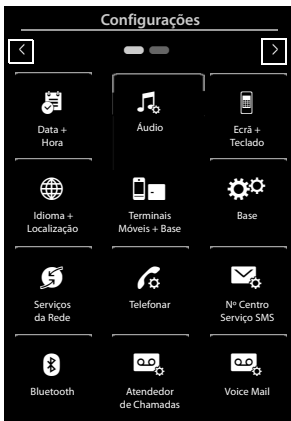 Configurações
Data +
Hora
Áudio
Ecrã +
Teclado
Idioma +
Localização
Terminais
Móveis + Base
Base
Serviços
da Rede
Telefonar
Nº Centro
Serviço SMS
Bluetooth
Atendedor
de Chamadas
Voice Mail